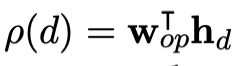 ρ(d) = w_{op}^⊤ h_d